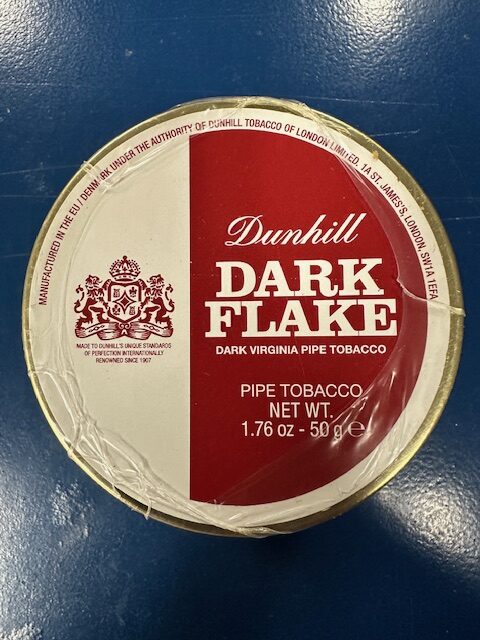 MANUFACTURED IN THE EU / DENMARK UNDER THE AUTHORITY OF DUNHILL TOBACCO OF LONDON LIMITED, 1A ST. JAMES'S, LONDON, SW1A 1EFA
Dunhill
DARK
FLAKE
DARK VIRGINIA PIPE TOBACCO
MADE TO DUNHILL'S UNIQUE STANDARDS
OF PERFECTION INTERNATIONALLY
RENOWNED SINCE 1907
PIPE TOBACCO
NET WT.
1.76 oz - 50 g ℮